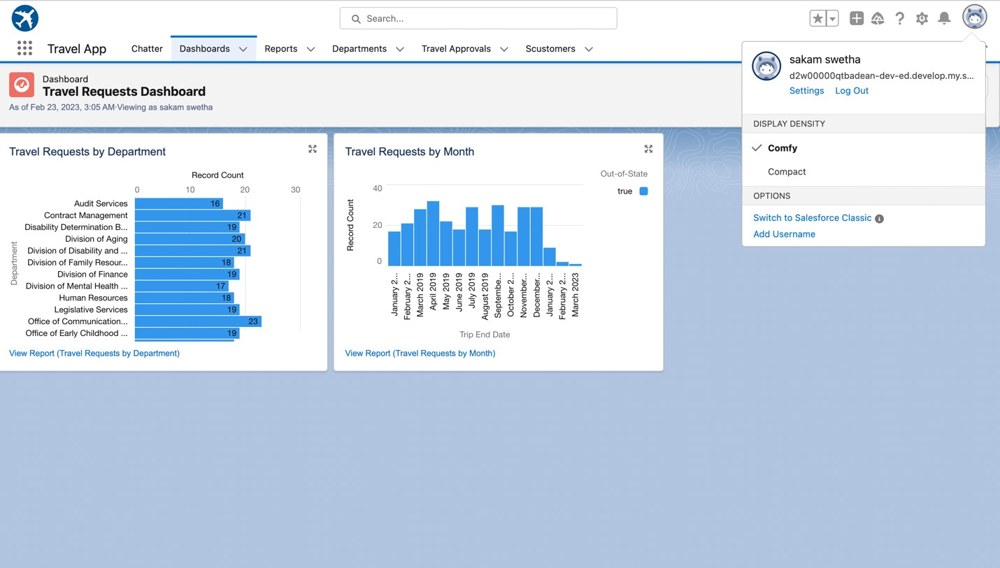 Search...
Travel App
Chatter
Dashboards
Reports
Departments
Travel Approvals
Scustomers
sakam swetha
d2w00000qtbadean-dev-ed.develop.my.s...
Settings
Log Out
DISPLAY DENSITY
Comfy
Compact
OPTIONS
Switch to Salesforce Classic
Add Username
Dashboard
Travel Requests Dashboard
As of Feb 23, 2023, 3:05 AM·Viewing as sakam swetha
Travel Requests by Department
Record Count
0 10 20 30
Department
Audit Services 16
Contract Management 21
Disability Determination B... 19
Division of Aging 20
Division of Disability and ... 21
Division of Family Resour... 18
Division of Finance 19
Division of Mental Health ... 17
Human Resources 18
Legislative Services 19
Office of Communication... 23
Office of Early Childhood ... 19
View Report (Travel Requests by Department)
Travel Requests by Month
Out-of-State
true
Record Count
40
20
0
January 2...
February 2...
March 2019
April 2019
May 2019
June 2019
July 2019
August 2019
Septembe...
October 2...
November...
December...
January 2...
February 2...
March 2023
Trip End Date
View Report (Travel Requests by Month)